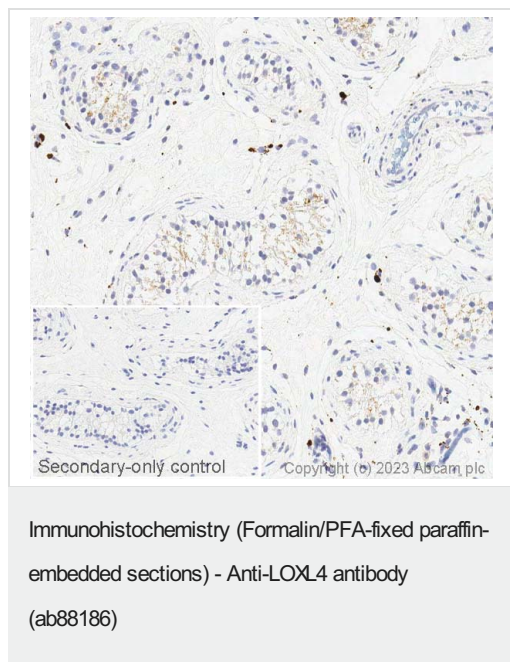 Secondary-only control
Copyright (c) 2023 Abcam plc
Immunohistochemistry (Formalin/PFA-fixed paraffin-
embedded sections) - Anti-LOXL4 antibody
(ab88186)